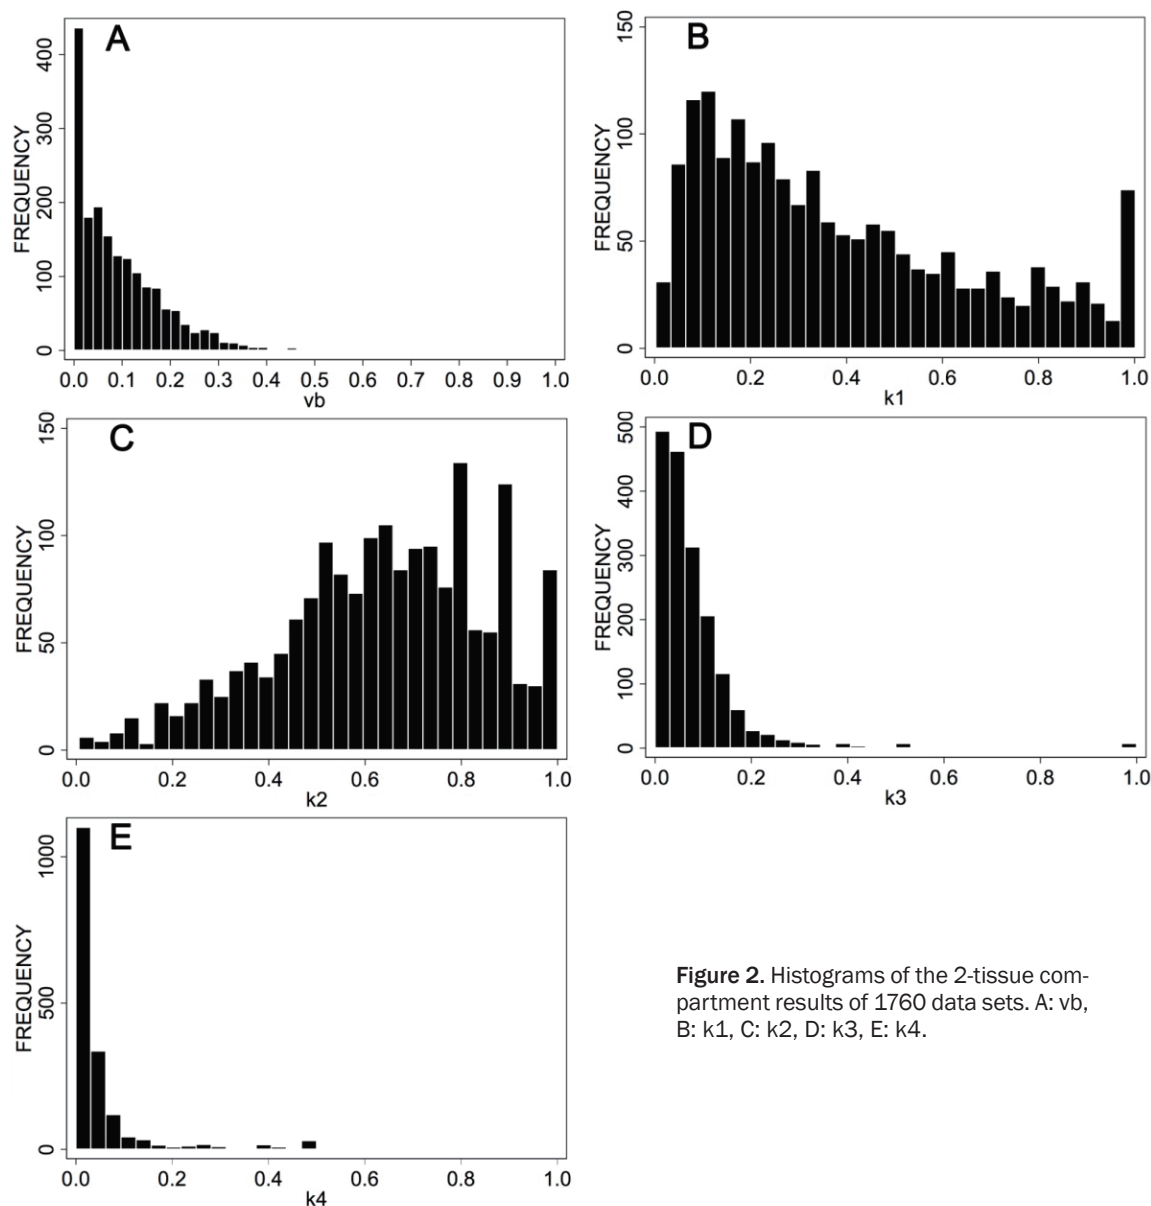 A
FREQUENCY
400
300
200
100
0
0.0 0.1 0.2 0.3 0.4 0.5 0.6 0.7 0.8 0.9 1.0
vb
B
FREQUENCY
150
100
50
0
0.0 0.2 0.4 0.6 0.8 1.0
k1
C
FREQUENCY
150
100
50
0
0.0 0.2 0.4 0.6 0.8 1.0
k2
D
FREQUENCY
500
400
300
200
100
0
0.0 0.2 0.4 0.6 0.8 1.0
k3
E
FREQUENCY
1000
500
0
0.0 0.2 0.4 0.6 0.8 1.0
k4
Figure 2. Histograms of the 2-tissue com-
partment results of 1760 data sets. A: vb,
B: k1, C: k2, D: k3, E: k4.